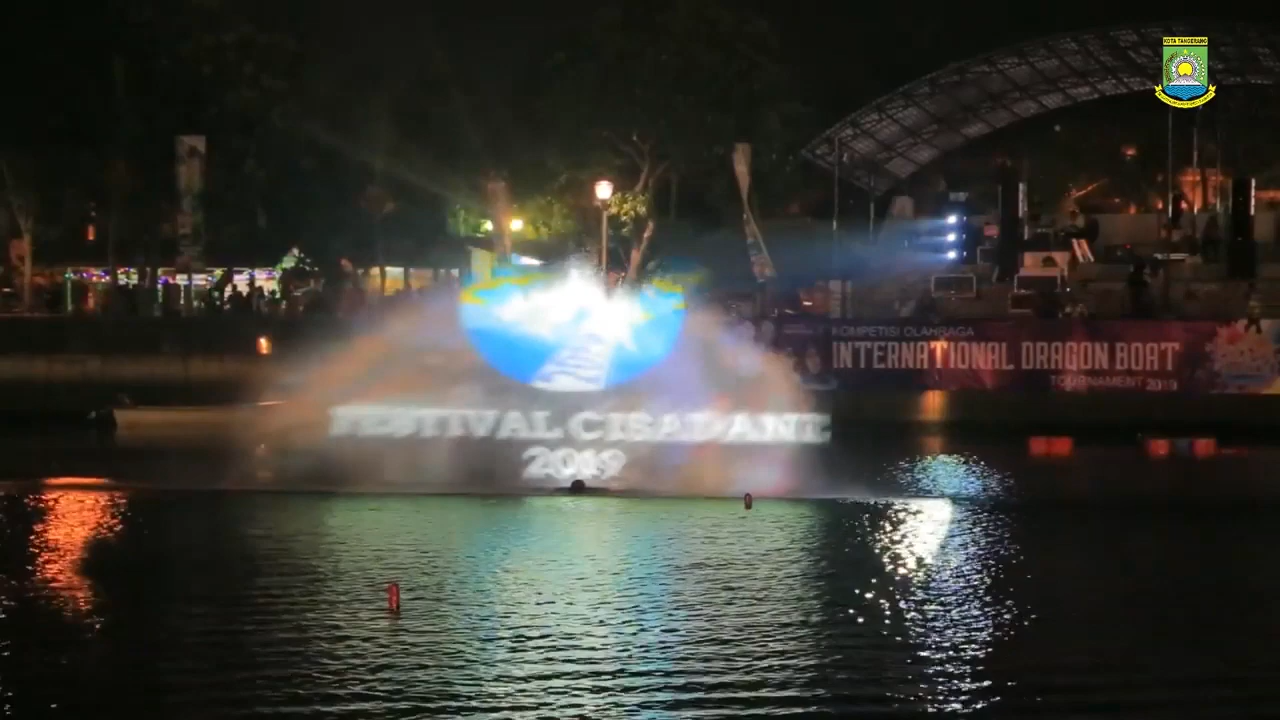 KOTA TANGERANG
KOMPETISI OLAHRAGA
INTERNATIONAL DRAGON BOAT
TOURNAMENT 2019
FESTIVAL CISADANE
2019